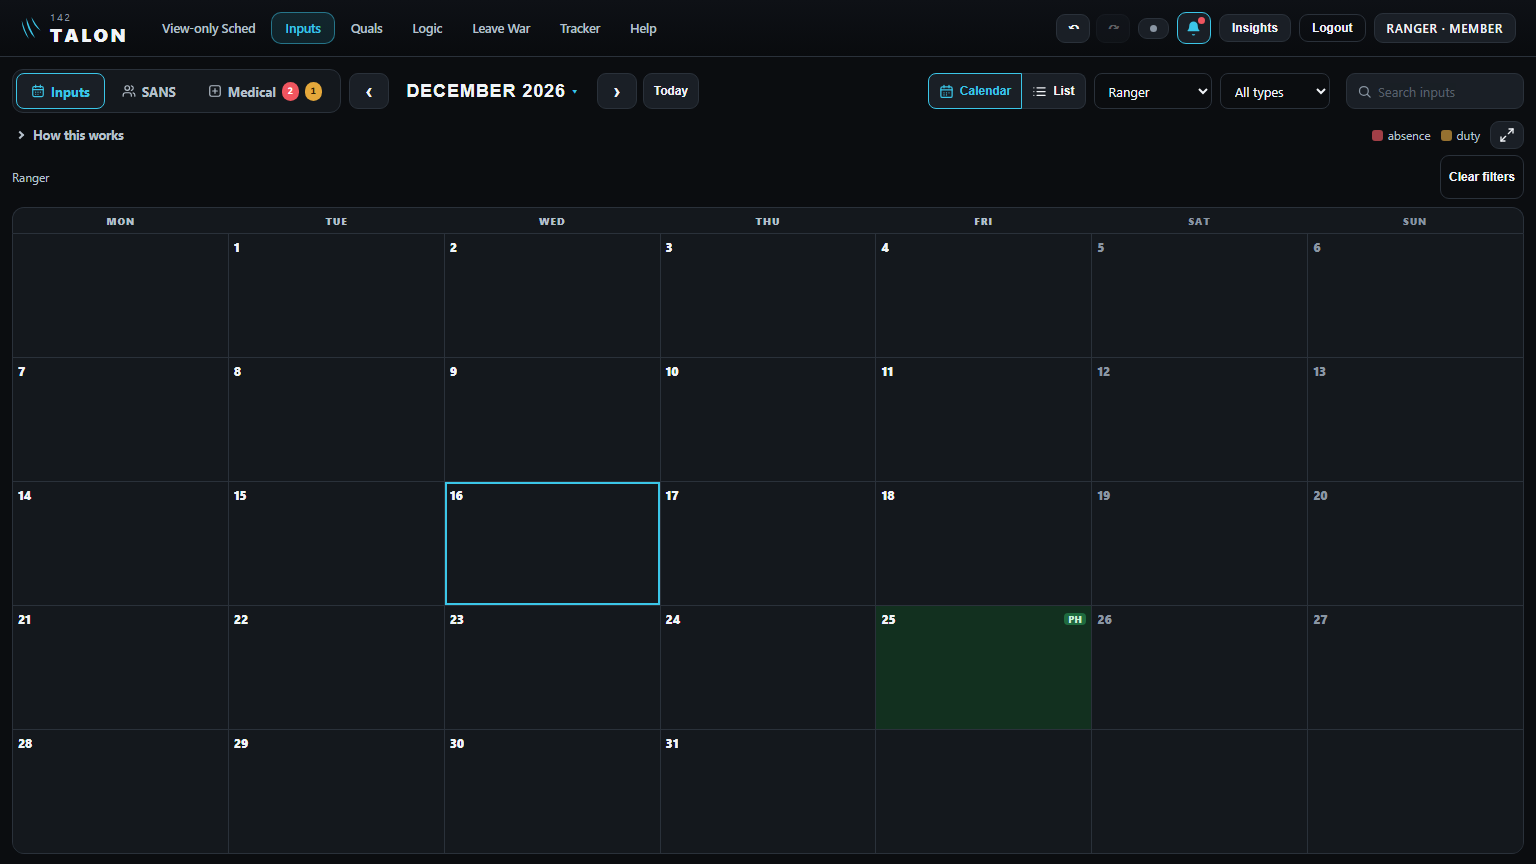 142
TALON
View-only Sched
Inputs
Quals
Logic
Leave War
Tracker
Help
Insights
Logout
RANGER · MEMBER
Inputs
SANS
Medical 2 1
‹
DECEMBER 2026
›
Today
Calendar
List
Ranger
All types
Search inputs
How this works
absence
duty
Ranger
Clear filters
MON TUE WED THU FRI SAT SUN
1 2 3 4 5 6
7 8 9 10 11 12 13
14 15 16 17 18 19 20
21 22 23 24 25 PH 26 27
28 29 30 31